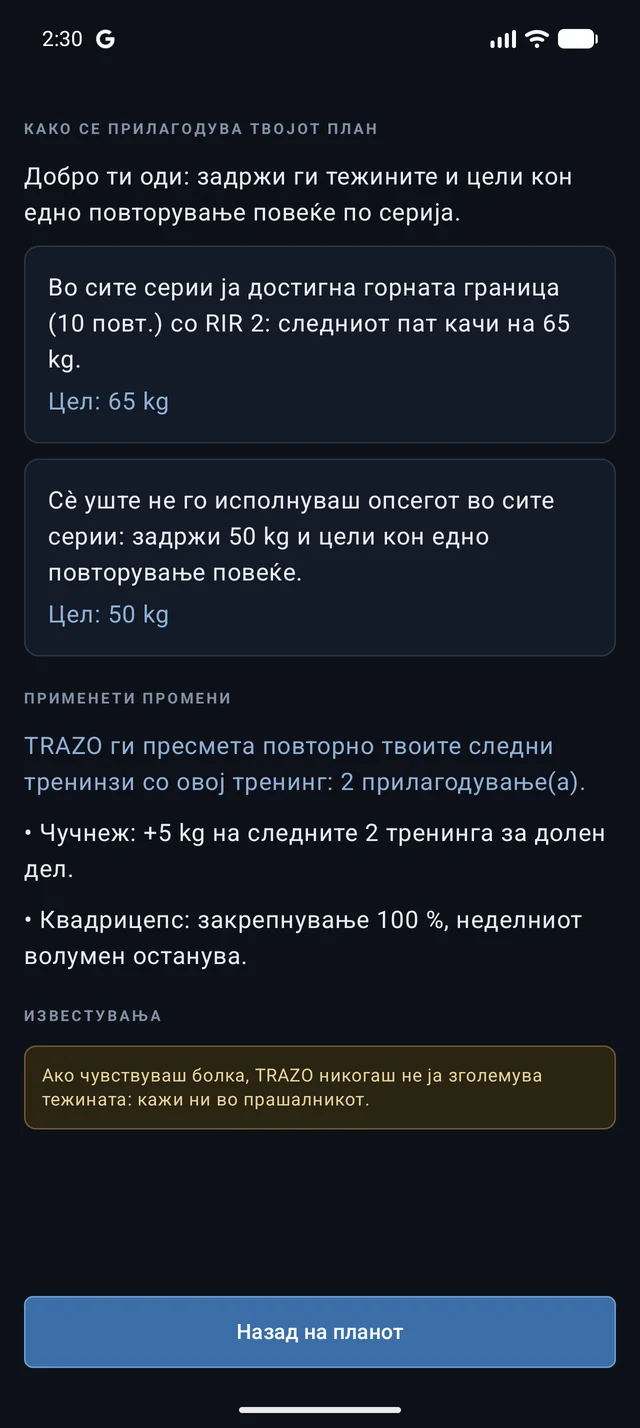 2:30 G
КАКО СЕ ПРИЛАГОДУВА ТВОЈОТ ПЛАН
Добро ти оди: задржи ги тежините и цели кон
едно повторување повеќе по серија.
Во сите серии ја достигна горната граница
(10 повт.) со RIR 2: следниот пат качи на 65
kg.
Цел: 65 kg
Сѐ уште не го исполнуваш опсегот во сите
серии: задржи 50 kg и цели кон едно
повторување повеќе.
Цел: 50 kg
ПРИМЕНЕТИ ПРОМЕНИ
TRAZO ги пресмета повторно твоите следни
тренинзи со овој тренинг: 2 прилагодување(а).
• Чучнеж: +5 kg на следните 2 тренинга за долен
дел.
• Квадрицепс: закрепнување 100 %, неделниот
волумен останува.
ИЗВЕСТУВАЊА
Ако чувствуваш болка, TRAZO никогаш не ја зголемува
тежината: кажи ни во прашалникот.
Назад на планот